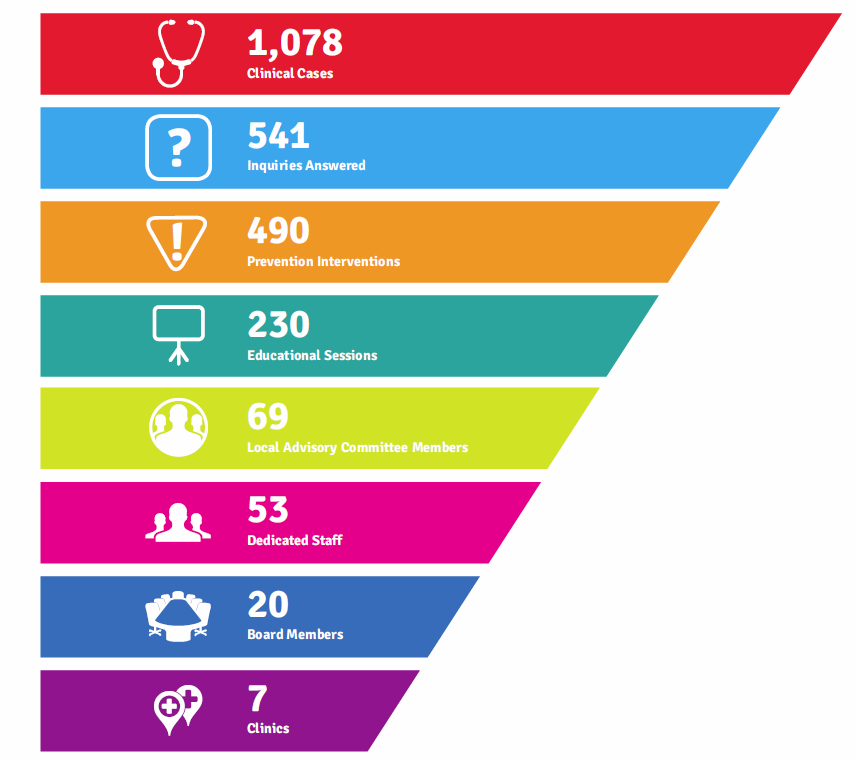 1,078
Clinical Cases
?
541
Inquiries Answered
!
490
Prevention Interventions
230
Educational Sessions
69
Local Advisory Committee Members
53
Dedicated Staff
20
Board Members
7
Clinics